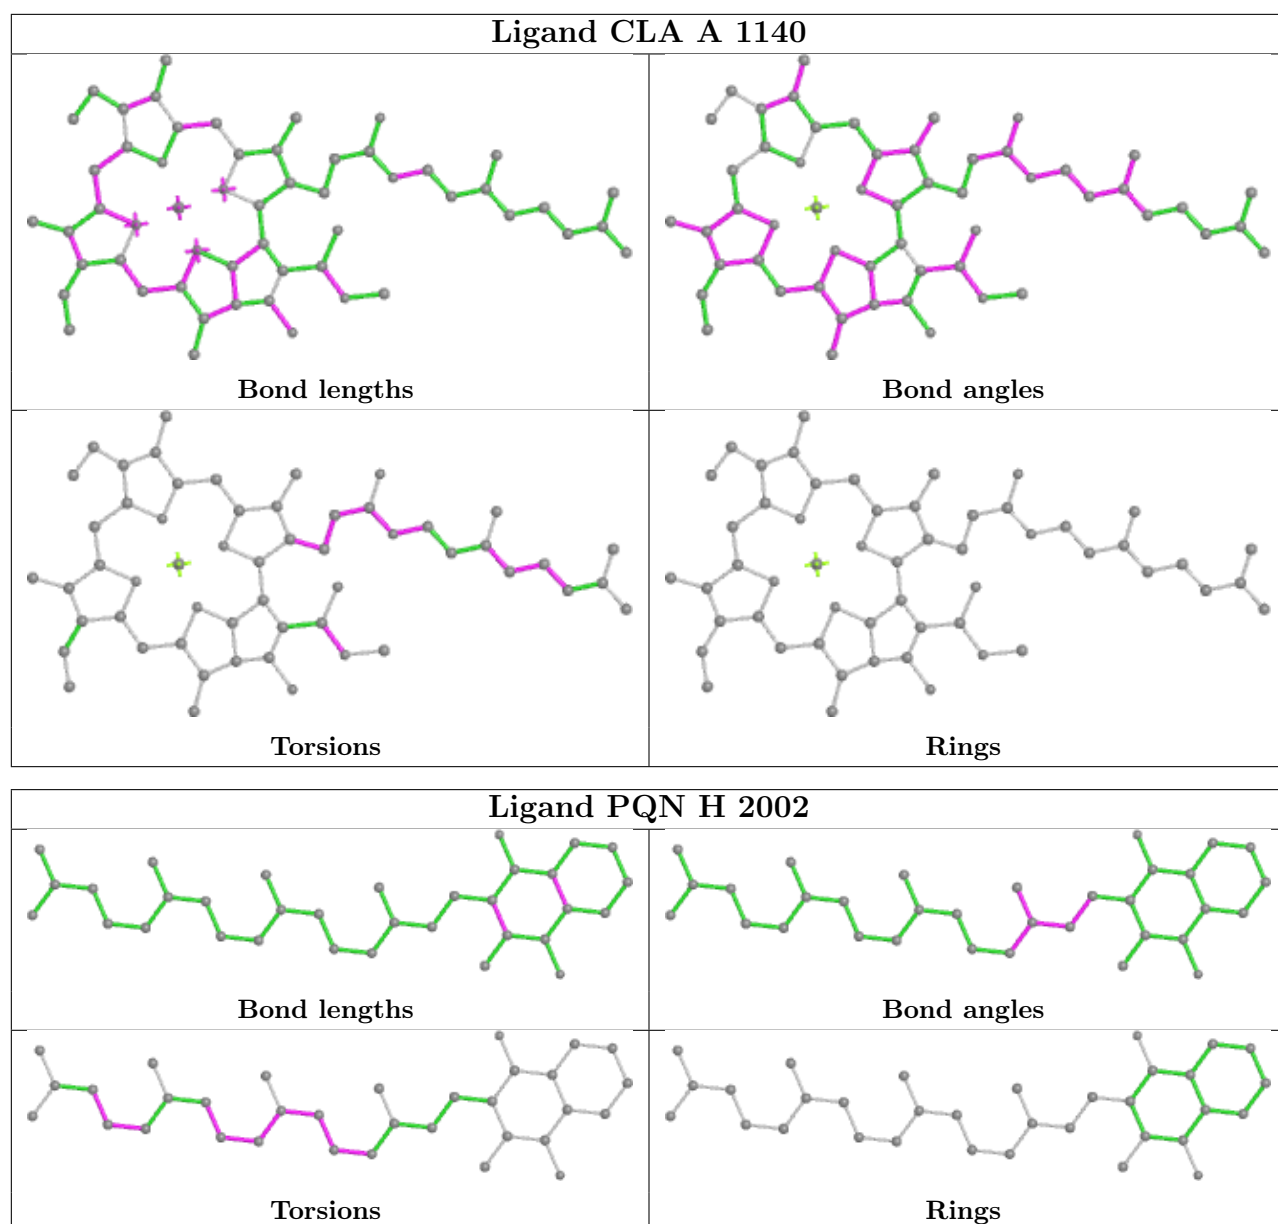 Ligand CLA A 1140
Bond lengths
Bond angles
Torsions
Rings
Ligand PQN H 2002
Bond lengths
Bond angles
Torsions
Rings